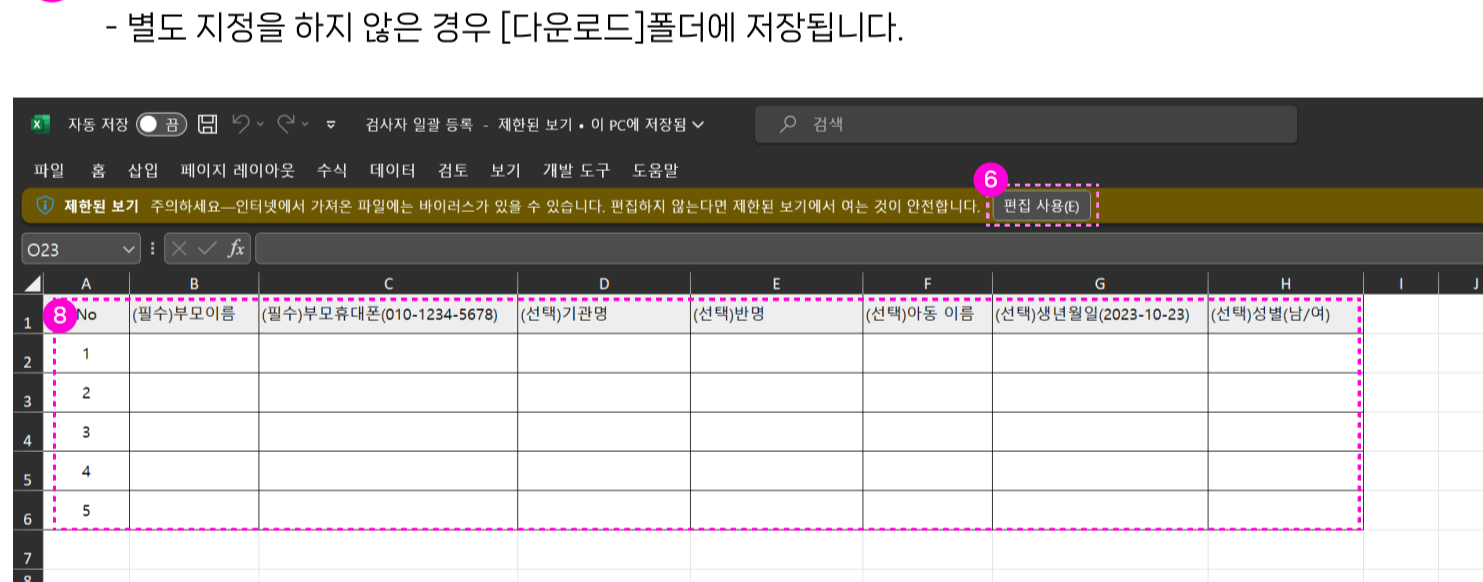 - 별도 지정을 하지 않은 경우 [다운로드]폴더에 저장됩니다.
자동 저장 끔 검사자 일괄 등록 - 제한된 보기 • 이 PC에 저장됨 검색
파일 홈 삽입 페이지 레이아웃 수식 데이터 검토 보기 개발 도구 도움말
6
제한된 보기 주의하세요—인터넷에서 가져온 파일에는 바이러스가 있을 수 있습니다. 편집하지 않는다면 제한된 보기에서 여는 것이 안전합니다. 편집 사용(E)
O23 fx
A B C D E F G H I J
1 8 No (필수)부모이름 (필수)부모휴대폰(010-1234-5678) (선택)기관명 (선택)반명 (선택)아동 이름 (선택)생년월일(2023-10-23) (선택)성별(남/여)
2 1
3 2
4 3
5 4
6 5
7
8